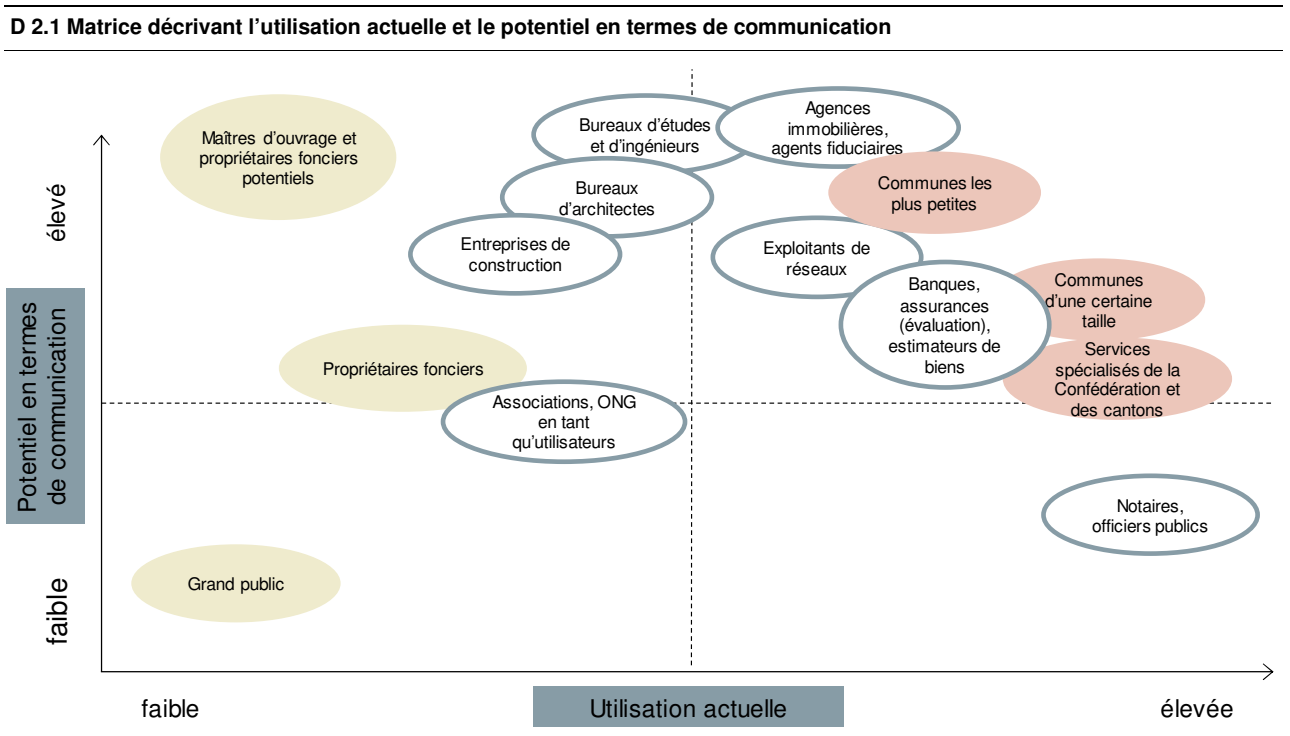 D 2.1 Matrice décrivant l'utilisation actuelle et le potentiel en termes de communication
Maîtres d'ouvrage et
propriétaires fonciers
potentiels
Bureaux d'études
et d'ingénieurs
Agences
immobilières,
agents fiduciaires
Bureaux
d'architectes
Communes les
plus petites
Entreprises de
construction
Exploitants de
réseaux
Banques,
assurances
(évaluation),
estimateurs de
biens
Communes
d'une certaine
taille
Propriétaires fonciers
Services
spécialisés de la
Confédération et
des cantons
Associations, ONG
en tant
qu'utilisateurs
Notaires,
officiers publics
Grand public
élevé
Potentiel en termes
de communication
faible
faible
Utilisation actuelle
élevée